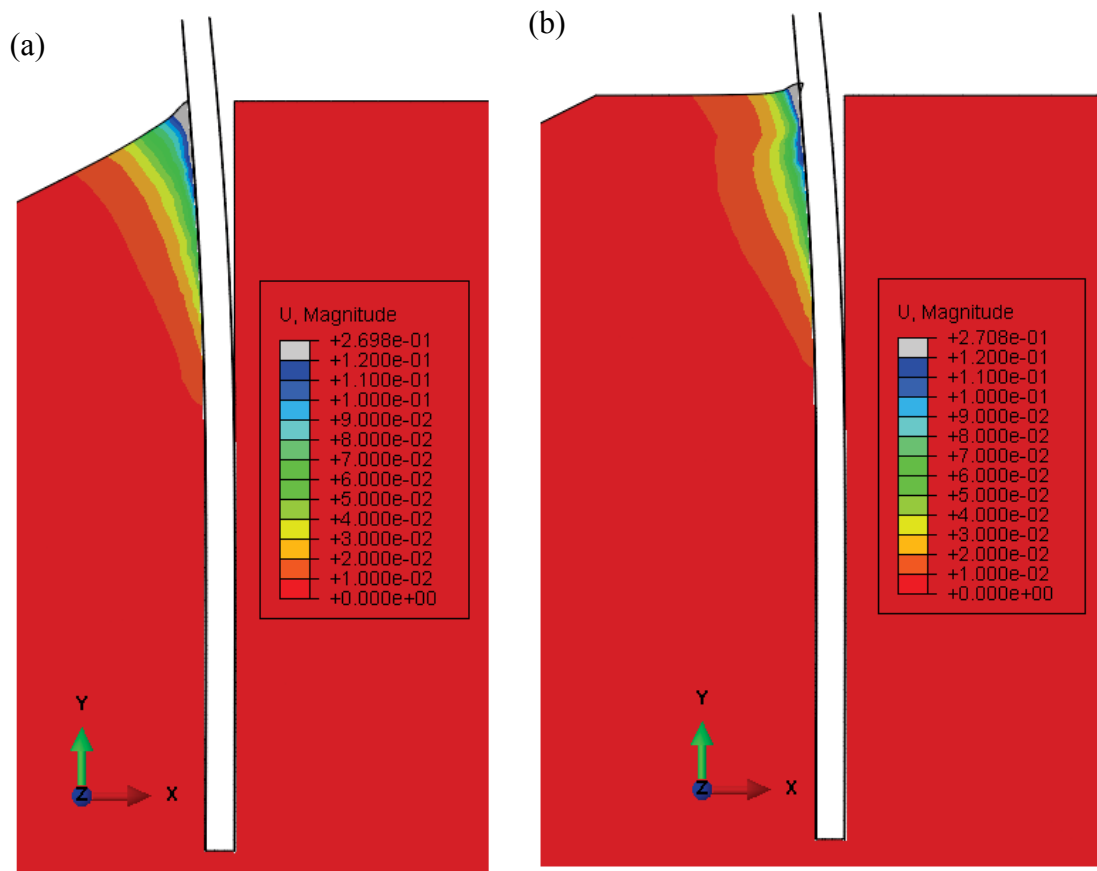 (a)
U, Magnitude
+2.698e-01
+1.200e-01
+1.100e-01
+1.000e-01
+9.000e-02
+8.000e-02
+7.000e-02
+6.000e-02
+5.000e-02
+4.000e-02
+3.000e-02
+2.000e-02
+1.000e-02
+0.000e+00
Y
Z
X
(b)
U, Magnitude
+2.708e-01
+1.200e-01
+1.100e-01
+1.000e-01
+9.000e-02
+8.000e-02
+7.000e-02
+6.000e-02
+5.000e-02
+4.000e-02
+3.000e-02
+2.000e-02
+1.000e-02
+0.000e+00
Y
Z
X